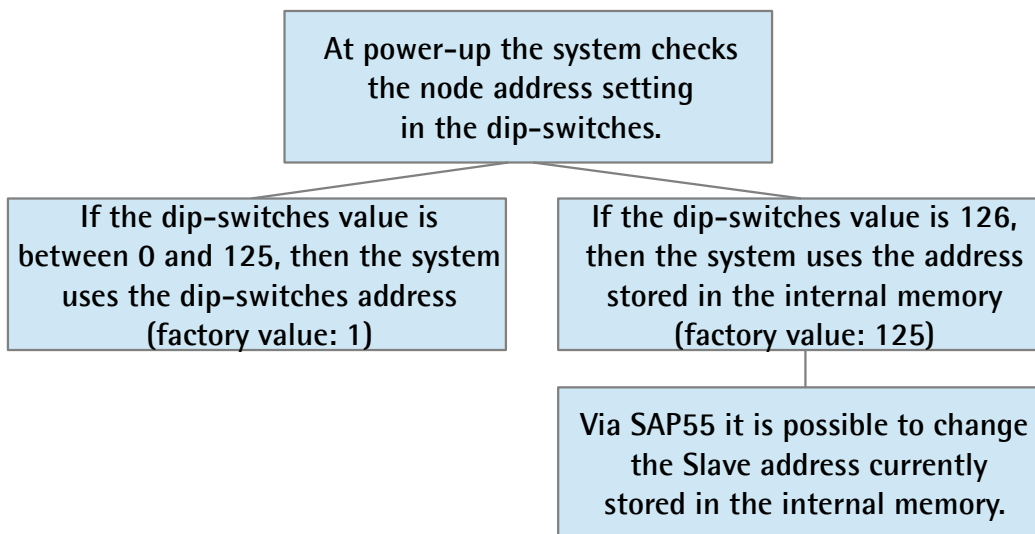 At power-up the system checks
the node address setting
in the dip-switches.
If the dip-switches value is
between 0 and 125, then the system
uses the dip-switches address
(factory value: 1)
If the dip-switches value is 126,
then the system uses the address
stored in the internal memory
(factory value: 125)
Via SAP55 it is possible to change
the Slave address currently
stored in the internal memory.